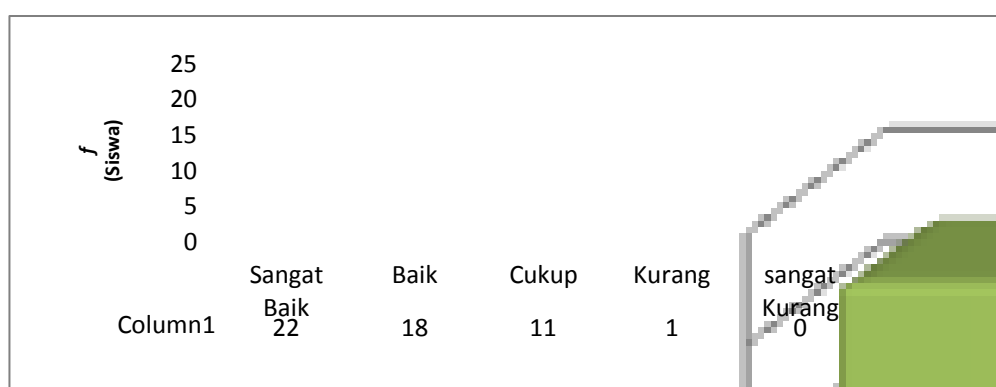 25
20
15
10
5
0
f
(Siswa)
Sangat Baik Cukup Kurang sangat
Baik Kurang
Column1 22 18 11 1 0